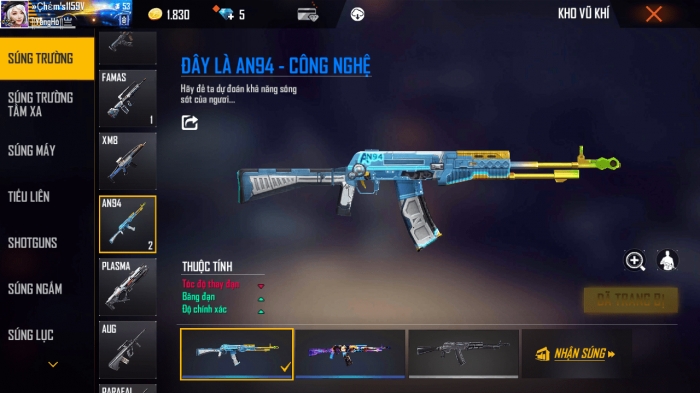 1.830
5
KHO VŨ KHÍ
# 53
SÚNG TRƯỜNG
SÚNG TRƯỜNG
TẦM XA
SÚNG MÁY
TIỂU LIÊN
SHOTGUNS
SÚNG NGẮM
SÚNG LỤC
FAMAS
1
XM8
AN94
2
PLASMA
AUG
PARAFAL
ĐÂY LÀ AN94 - CÔNG NGHỆ
Hãy để ta dự đoán khả năng sống
sót của ngươi...
AN94
THUỘC TÍNH
Tốc độ thay đạn
Băng đạn
Độ chính xác
ĐÃ TRANG BỊ
NHẬN SÚNG